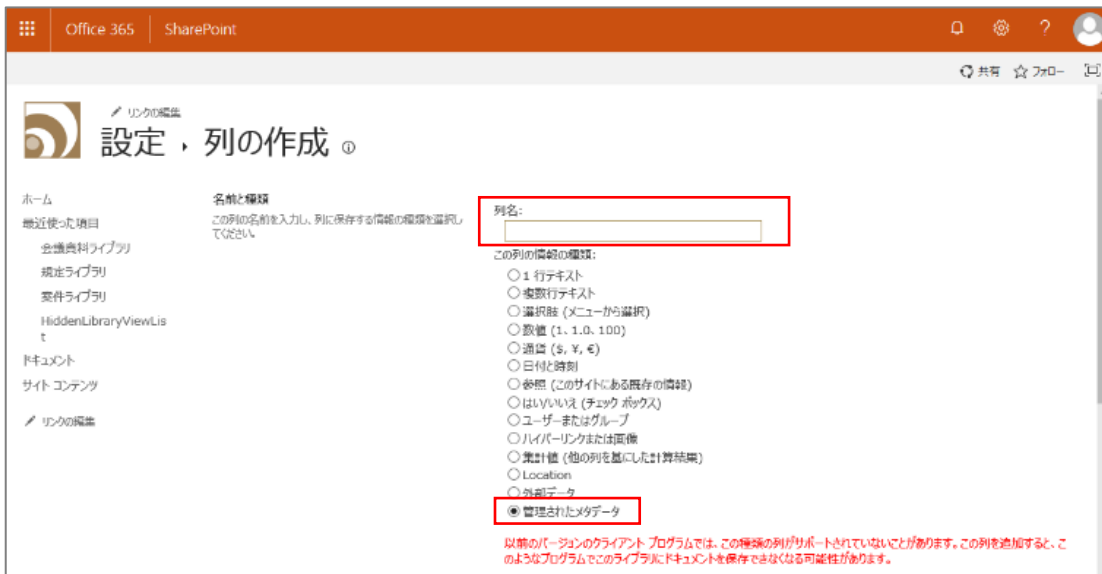 Office 365
SharePoint
共有
フォロー
リンクの編集
設定
列の作成
ホーム
最近使った項目
会議資料ライブラリ
規定ライブラリ
案件ライブラリ
HiddenLibraryViewLis
t
ドキュメント
サイト コンテンツ
リンクの編集
名前と種類
この列の名前を入力し、列に保存する情報の種類を選択し
てください。
列名:
この列の情報の種類:
1 行テキスト
複数行テキスト
選択肢 (メニューから選択)
数値 (1、1.0、100)
通貨 ($, ¥, €)
日付と時刻
参照 (このサイトにある既存の情報)
はい/いいえ (チェック ボックス)
ユーザーまたはグループ
ハイパーリンクまたは画像
集計値 (他の列を基にした計算結果)
Location
外部データ
管理されたメタデータ
以前のバージョンのクライアント プログラムでは、この種類の列がサポートされていないことがあります。この列を追加すると、こ
のようなプログラムでこのライブラリにドキュメントを保存できなくなる可能性があります。